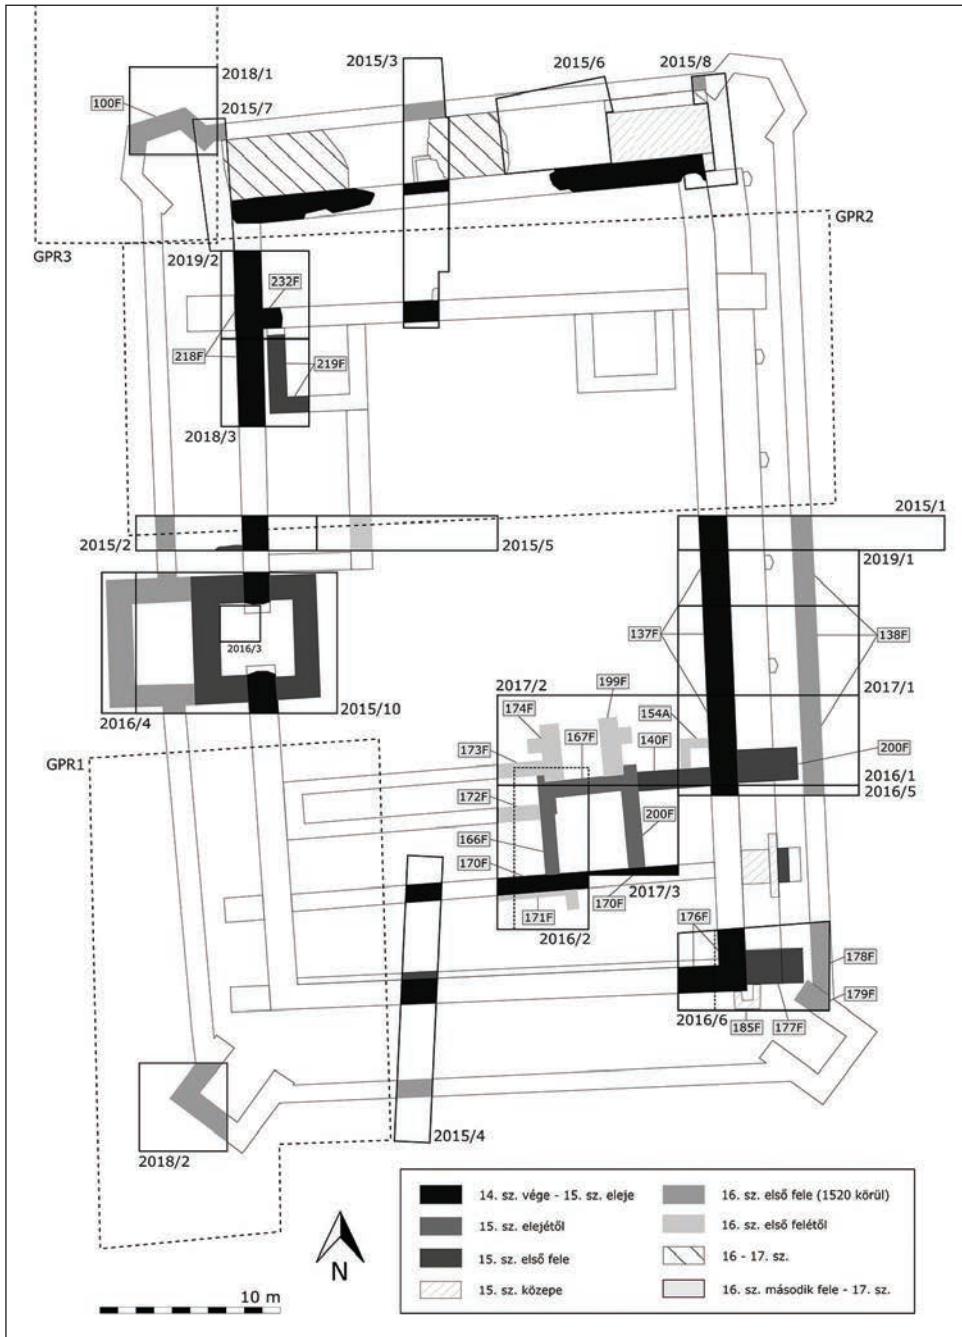 2018/1
2015/3
2015/6
2015/8
100F
2015/7
GPR3
GPR2
2019/2
232F
218F
219F
2018/3
2015/2
2015/5
2015/1
2019/1
137F
138F
2016/3
2016/4
2015/10
2017/2
199F
2017/1
174F
167F
154A
140F
173F
200F
GPR1
2016/1
2016/5
172F
166F
200F
170F
170F
2017/3
171F
2016/2
176F
178F
179F
2016/6
185F
177F
2018/2
2015/4
14. sz. vége - 15. sz. eleje
15. sz. elejétől
15. sz. első fele
15. sz. közepe
16. sz. első fele (1520 körül)
16. sz. első felétől
16 - 17. sz.
16. sz. második fele - 17. sz.
N
10 m